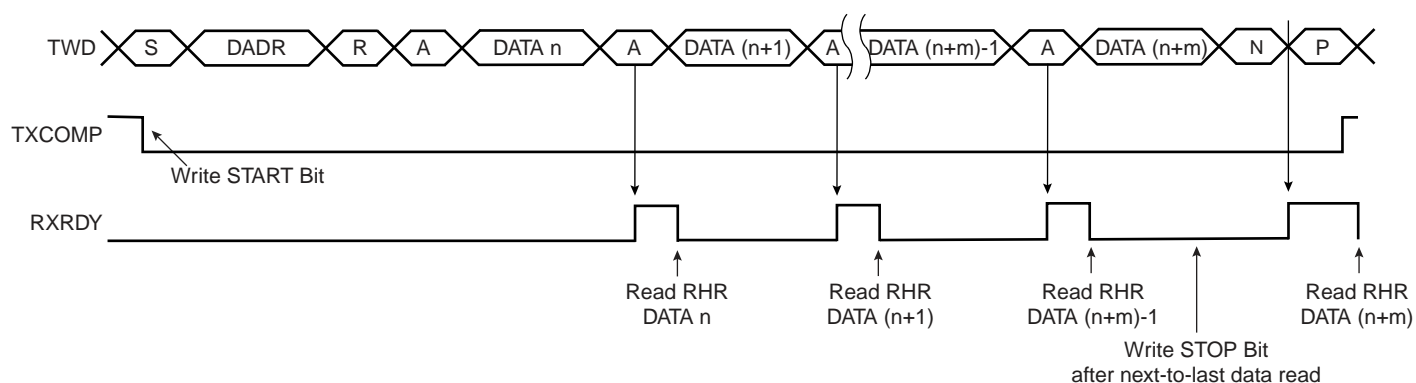 TWD S DADR R A DATA n A DATA (n+1) A DATA (n+m)-1 A DATA (n+m) N P
TXCOMP
Write START Bit
RXRDY
Read RHR Read RHR Read RHR Read RHR
DATA n DATA (n+1) DATA (n+m)-1 DATA (n+m)
Write STOP Bit
after next-to-last data read